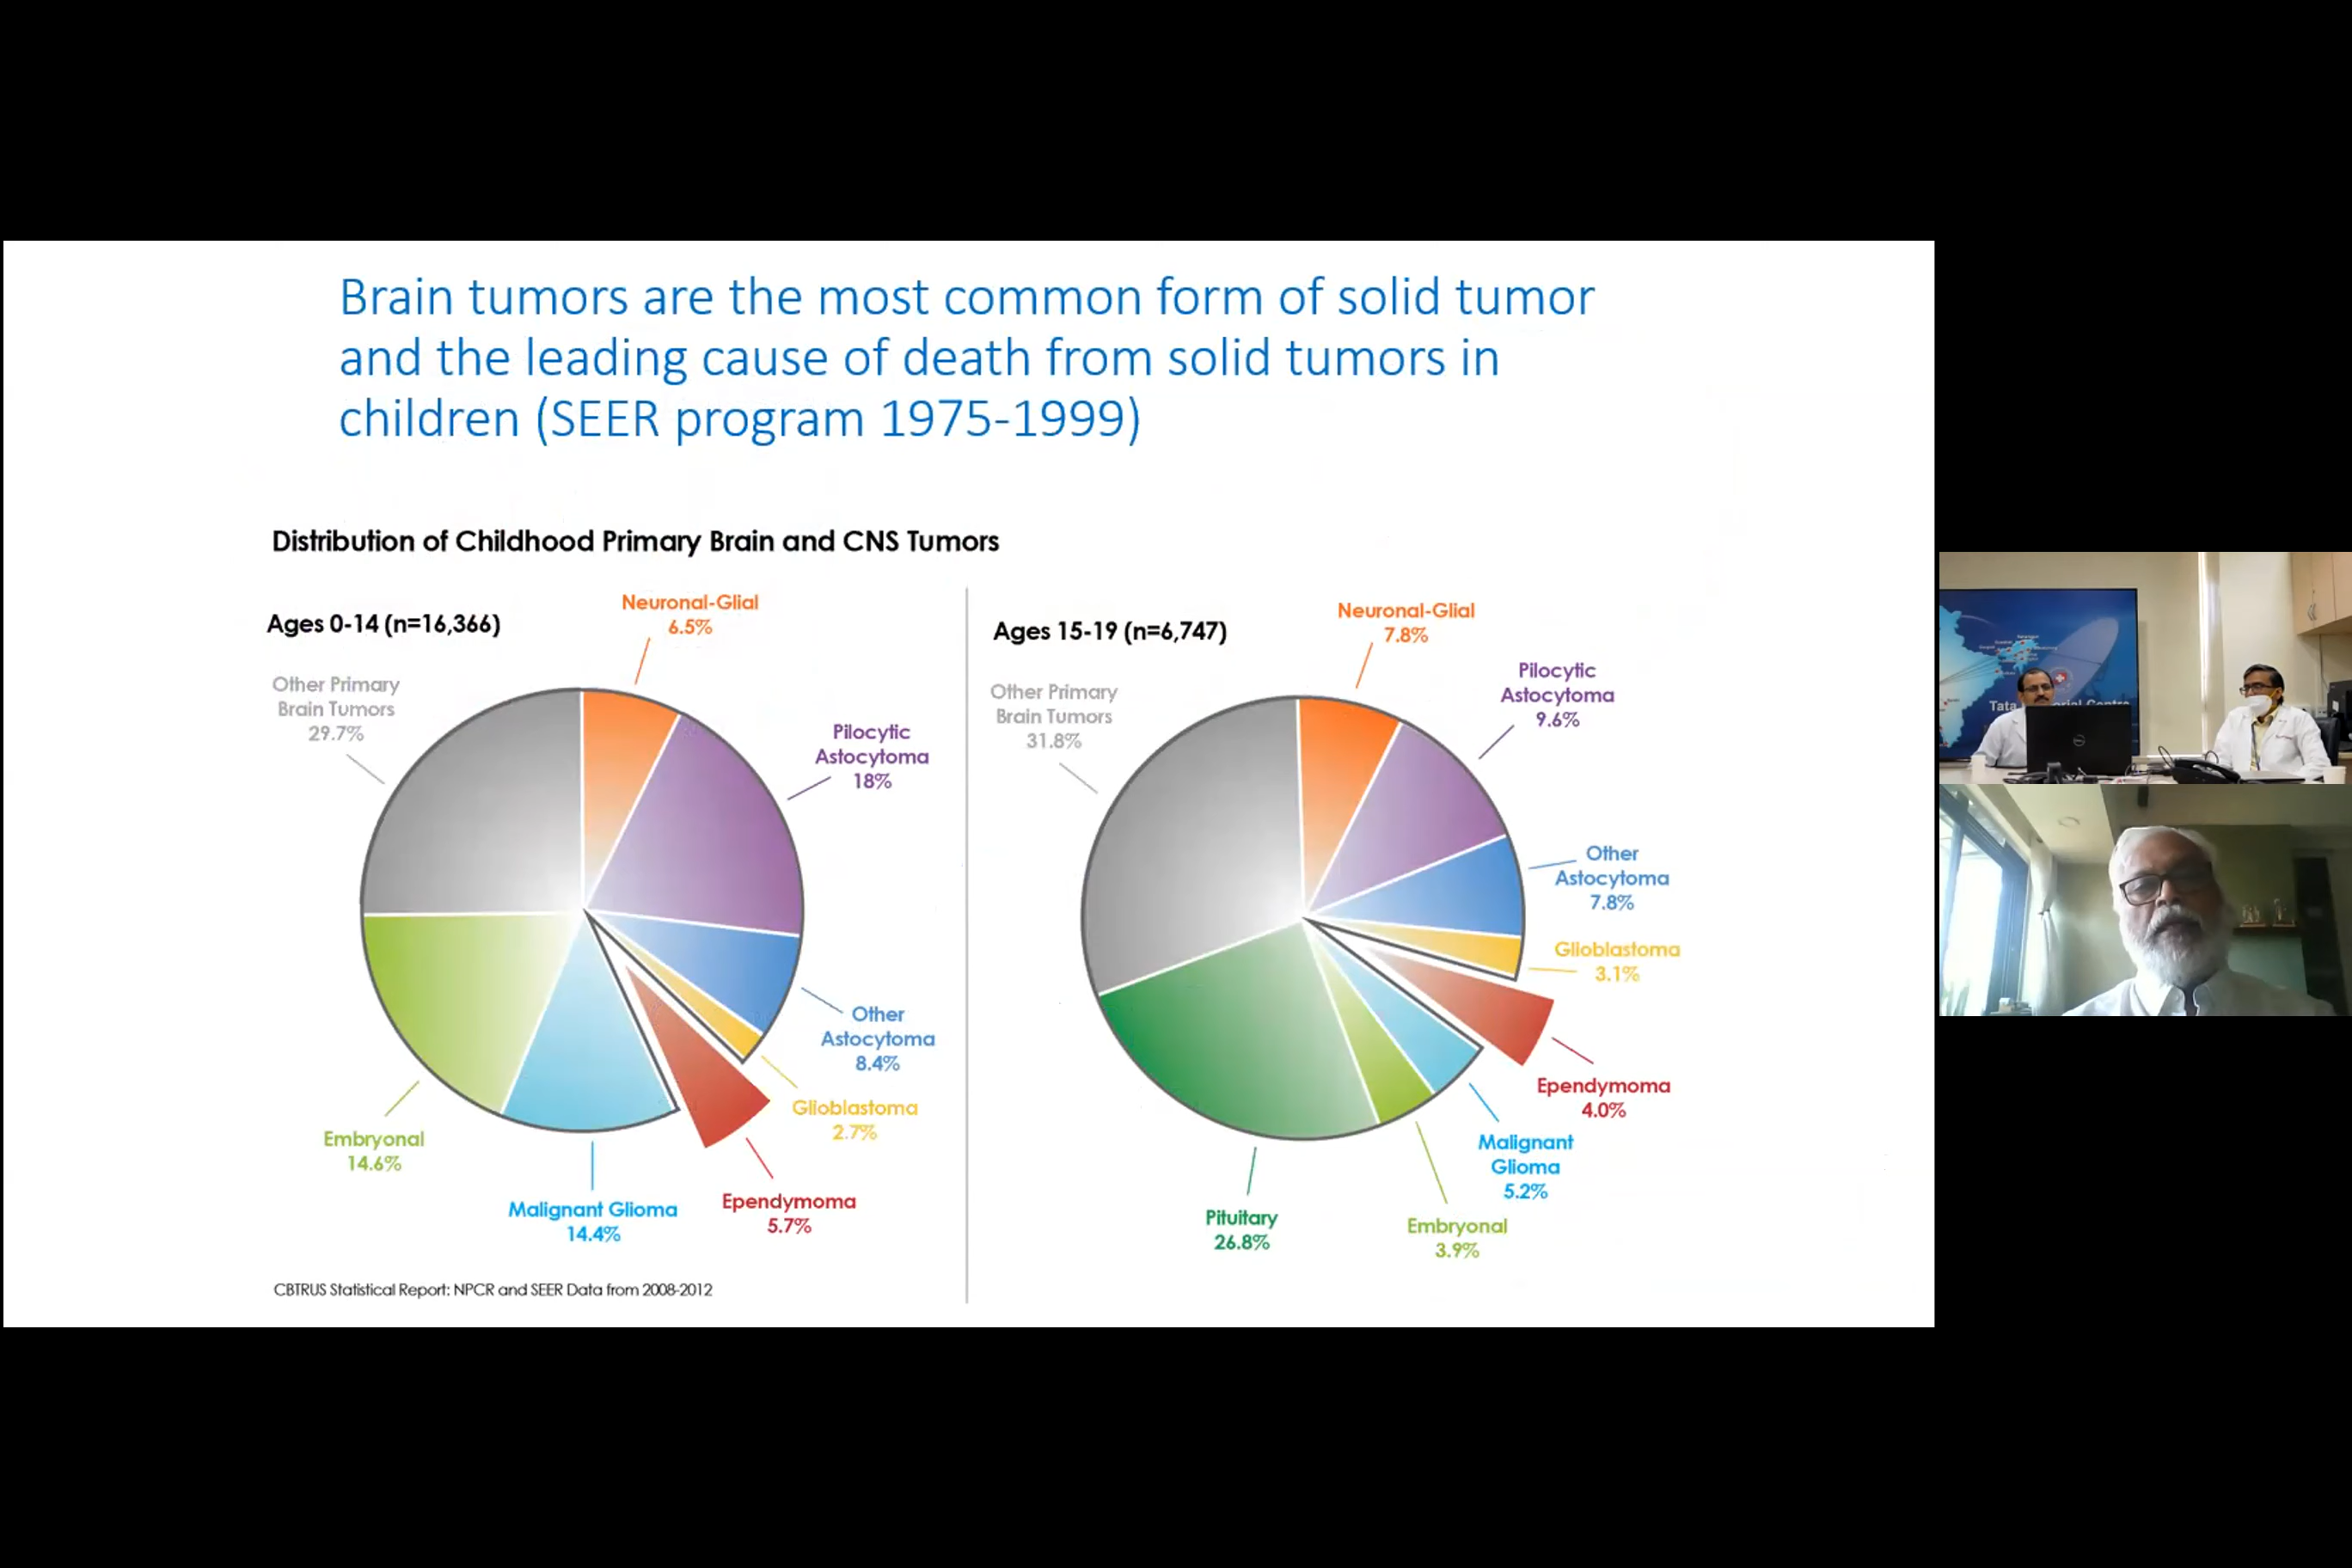 Brain tumors are the most common form of solid tumor
and the leading cause of death from solid tumors in
children (SEER program 1975-1999)
Distribution of Childhood Primary Brain and CNS Tumors
Ages 0-14 (n=16,366)
Neuronal-Glial
6.5%
Other Primary
Brain Tumors
29.7%
Pilocytic
Astocytoma
18%
Other
Astocytoma
8.4%
Glioblastoma
2.7%
Embryonal
14.6%
Malignant Glioma
14.4%
Ependymoma
5.7%
CBTRUS Statistical Report: NPCR and SEER Data from 2008-2012
Ages 15-19 (n=6,747)
Neuronal-Glial
7.8%
Other Primary
Brain Tumors
31.8%
Pilocytic
Astocytoma
9.6%
Other
Astocytoma
7.8%
Glioblastoma
3.1%
Ependymoma
4.0%
Malignant
Glioma
5.2%
Embryonal
3.9%
Pituitary
26.8%
Tata